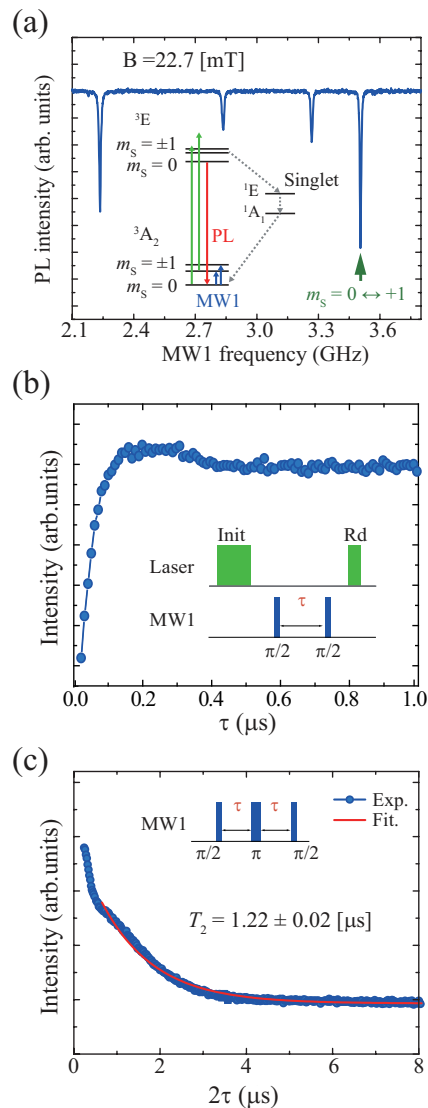 (a)
B =22.7 [mT]
³E
mₛ = ±1
mₛ = 0
Singlet
¹E
¹A₁
³A₂
PL
mₛ = ±1
mₛ = 0
MW1
mₛ = 0 ↔ +1
PL intensity (arb. units)
2.1 2.4 2.7 3.0 3.3 3.6
MW1 frequency (GHz)
(b)
Intensity (arb.units)
Init Rd
Laser
τ
MW1
π/2 π/2
0.0 0.2 0.4 0.6 0.8 1.0
τ (μs)
(c)
τ τ
MW1
π/2 π π/2
Exp.
Fit.
T₂ = 1.22 ± 0.02 [μs]
Intensity (arb.units)
0 2 4 6 8
2τ (μs)